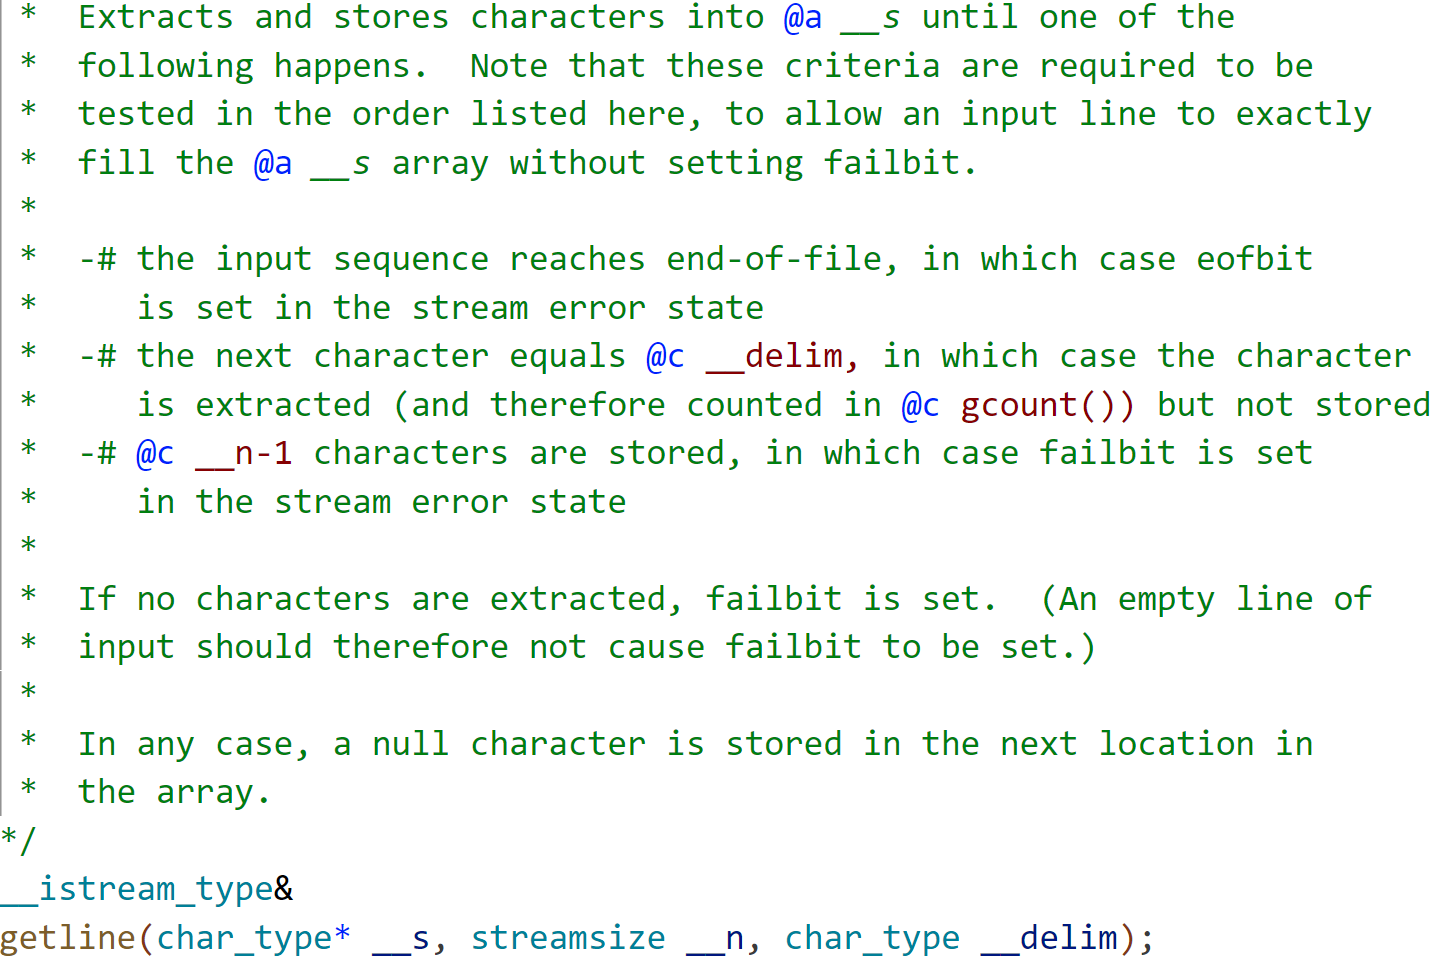 *  Extracts and stores characters into @a __s until one of the
*  following happens.  Note that these criteria are required to be
*  tested in the order listed here, to allow an input line to exactly
*  fill the @a __s array without setting failbit.
*
*  -# the input sequence reaches end-of-file, in which case eofbit
*     is set in the stream error state
*  -# the next character equals @c __delim, in which case the character
*     is extracted (and therefore counted in @c gcount()) but not stored
*  -# @c __n-1 characters are stored, in which case failbit is set
*     in the stream error state
*
*  If no characters are extracted, failbit is set.  (An empty line of
*  input should therefore not cause failbit to be set.)
*
*  In any case, a null character is stored in the next location in
*  the array.
*/
__istream_type&
getline(char_type* __s, streamsize __n, char_type __delim);